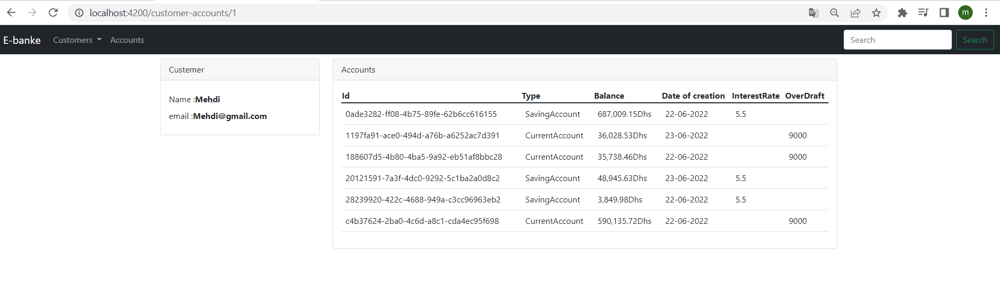 localhost:4200/customer-accounts/1
m
E-banke Customers Accounts Search Search
Custemer
Name :Mehdi
email :Mehdi@gmail.com
Accounts
Id Type Balance Date of creation InterestRate OverDraft
0ade3282-ff08-4b75-89fe-62b6cc616155 SavingAccount 687,009.15Dhs 22-06-2022 5.5
1197fa91-ace0-494d-a76b-a6252ac7d391 CurrentAccount 36,028.53Dhs 23-06-2022 9000
188607d5-4b80-4ba5-9a92-eb51af8bbc28 CurrentAccount 35,738.46Dhs 22-06-2022 9000
20121591-7a3f-4dc0-9292-5c1ba2a0d8c2 SavingAccount 48,945.63Dhs 23-06-2022 5.5
28239920-422c-4688-949a-c3cc96963eb2 SavingAccount 3,849.98Dhs 22-06-2022 5.5
c4b37624-2ba0-4c6d-a8c1-cda4ec95f698 CurrentAccount 590,135.72Dhs 22-06-2022 9000